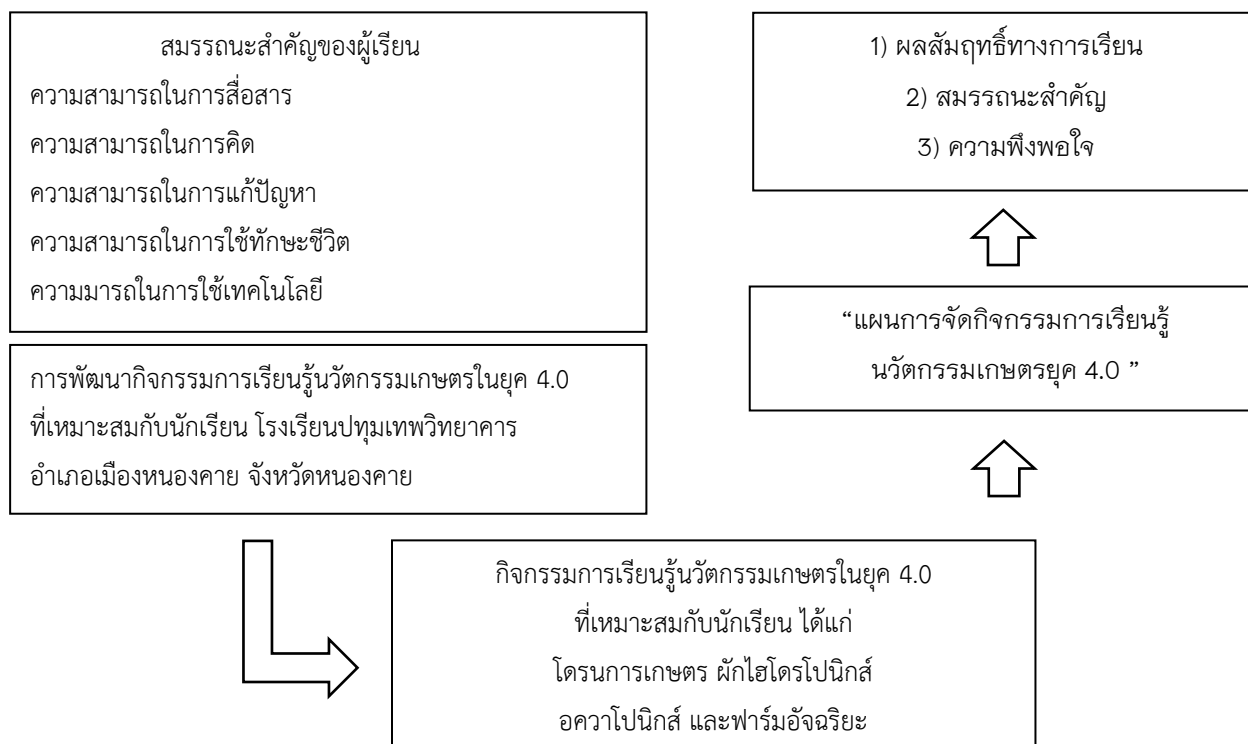 สมรรถนะสำคัญของผู้เรียน
ความสามารถในการสื่อสาร
ความสามารถในการคิด
ความสามารถในการแก้ปัญหา
ความสามารถในการใช้ทักษะชีวิต
ความมารถในการใช้เทคโนโลยี
การพัฒนากิจกรรมการเรียนรู้นวัตกรรมเกษตรในยุค 4.0
ที่เหมาะสมกับนักเรียน โรงเรียนปทุมเทพวิทยาคาร
อำเภอเมืองหนองคาย จังหวัดหนองคาย
กิจกรรมการเรียนรู้นวัตกรรมเกษตรในยุค 4.0
ที่เหมาะสมกับนักเรียน ได้แก่
โดรนการเกษตร ผักไฮโดรโปนิกส์
อควาโปนิกส์ และฟาร์มอัจฉริยะ
“แผนการจัดกิจกรรมการเรียนรู้
นวัตกรรมเกษตรยุค 4.0 ”
1) ผลสัมฤทธิ์ทางการเรียน
2) สมรรถนะสำคัญ
3) ความพึงพอใจ